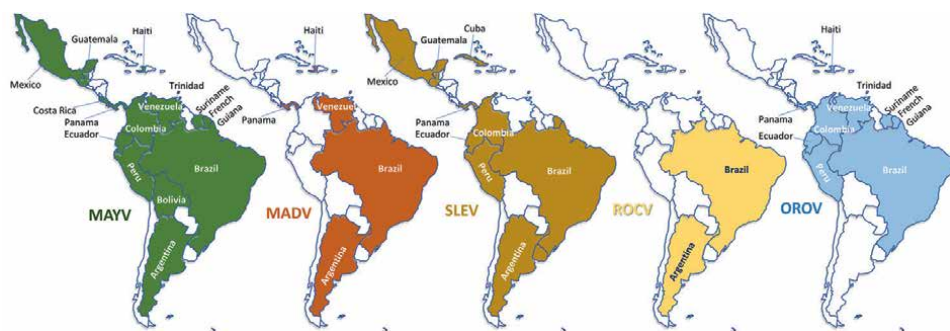 Guatemala
Haiti
Mexico
Costa Rica
Panama
Ecuador
Trinidad
Suriname
French
Guiana
Venezuela
Colombia
Peru
Brazil
Bolivia
Argentina
MAYV
Haiti
Panama
Venezuel
Brazil
Argentina
MADV
Guatemala
Cuba
Mexico
Panama
Ecuador
Colombia
Peru
Brazil
Argentina
SLEV
Brazil
Argentina
ROCV
Haiti
Trinidad
Panama
Ecuador
Suriname
French
Guiana
Venezuela
Colombia
Peru
Brazil
OROV